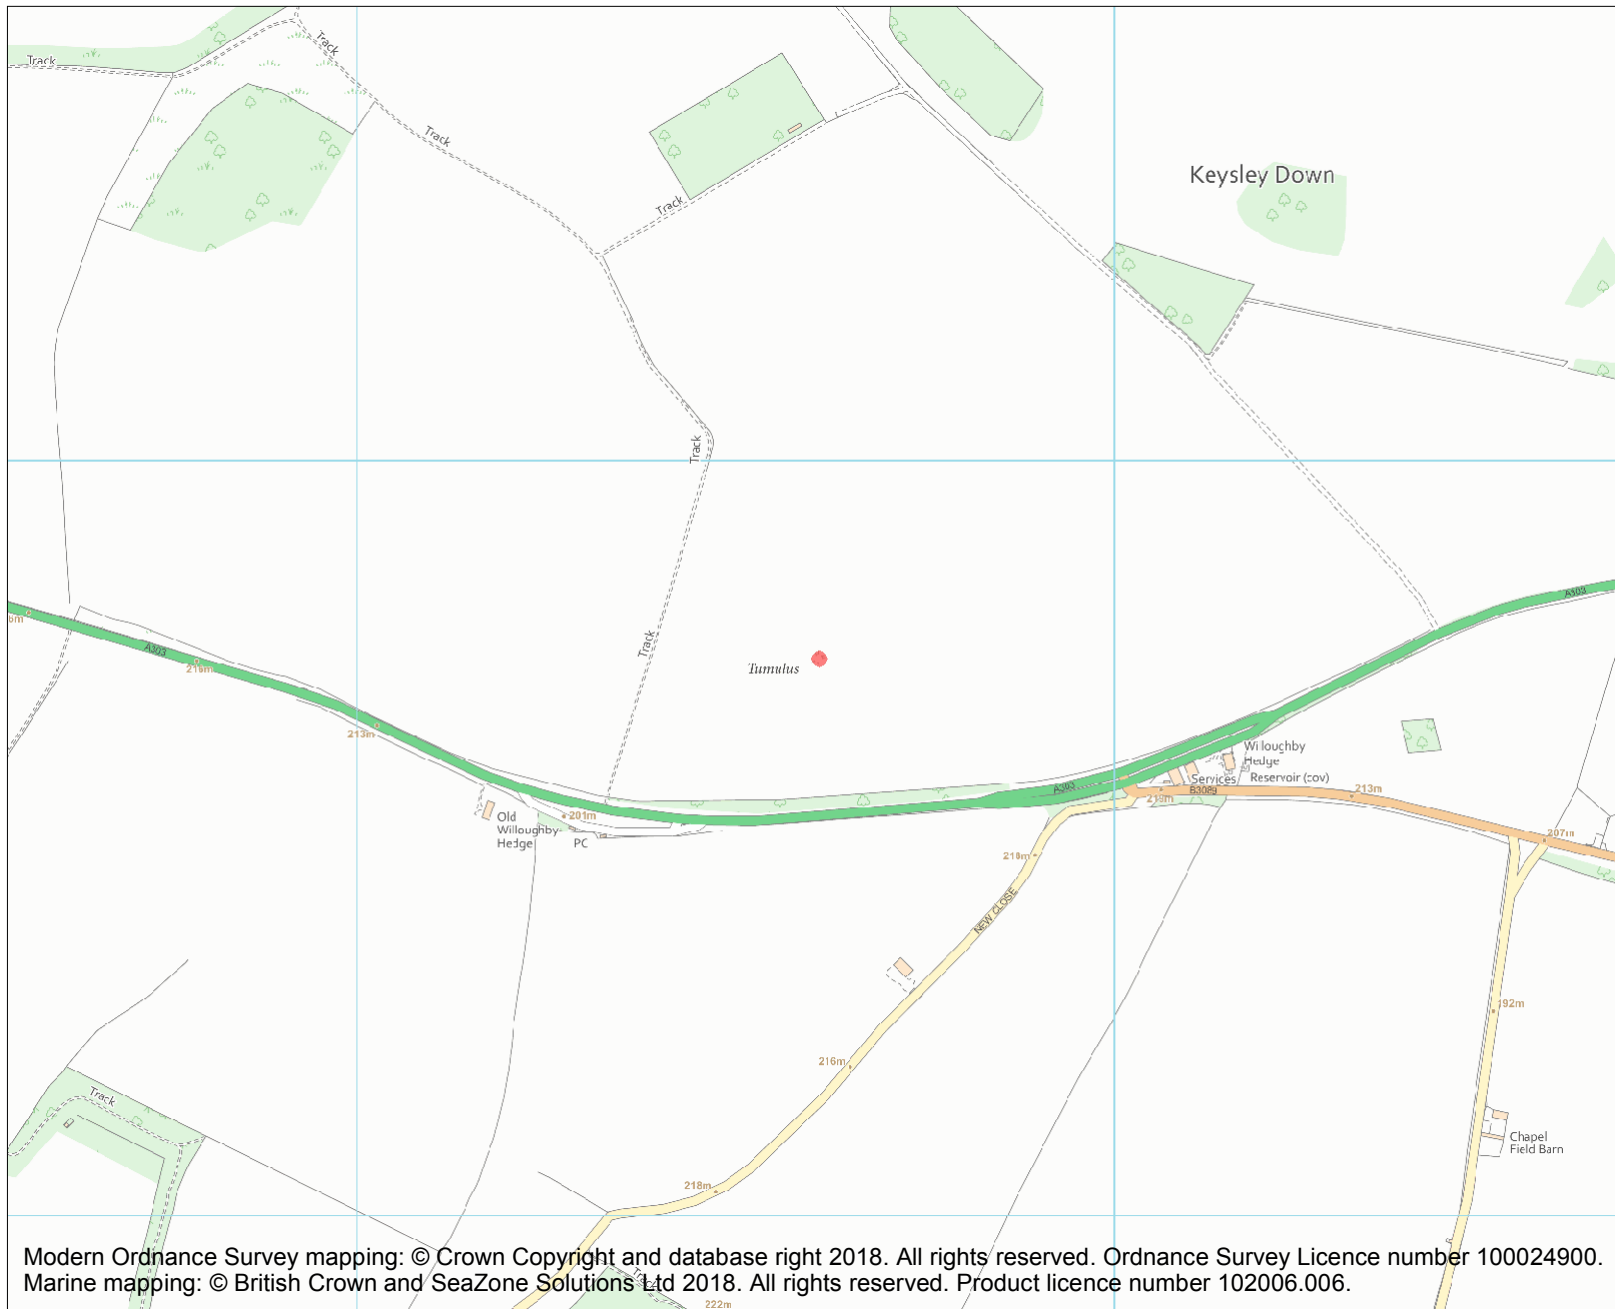 Track
Track
Track
Track
Keysley Down
Track
Track
Tumulus
A303
A303
216m
213m
Willoughby
Hedge
Services
Reservoir (cov)
A303
B3089
213m
Old
Willoughby
Hedge
201m
PC
207m
210m
NEW CLOSE
192m
216m
Track
Chapel
Field Barn
218m
Modern Ordnance Survey mapping: © Crown Copyright and database right 2018. All rights reserved. Ordnance Survey Licence number 100024900.
Track
Marine mapping: © British Crown and SeaZone Solutions Ltd 2018. All rights reserved. Product licence number 102006.006.
222m